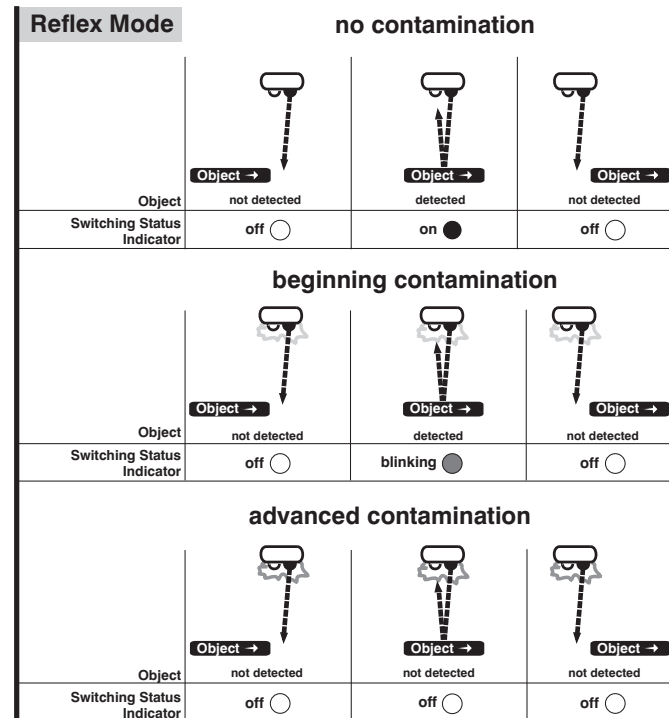 Reflex Mode
no contamination
Object → Object → Object →
Object not detected detected not detected
Switching Status
Indicator
off on off
beginning contamination
Object → Object → Object →
Object not detected detected not detected
Switching Status
Indicator
off blinking off
advanced contamination
Object → Object → Object →
Object not detected not detected not detected
Switching Status
Indicator
off off off